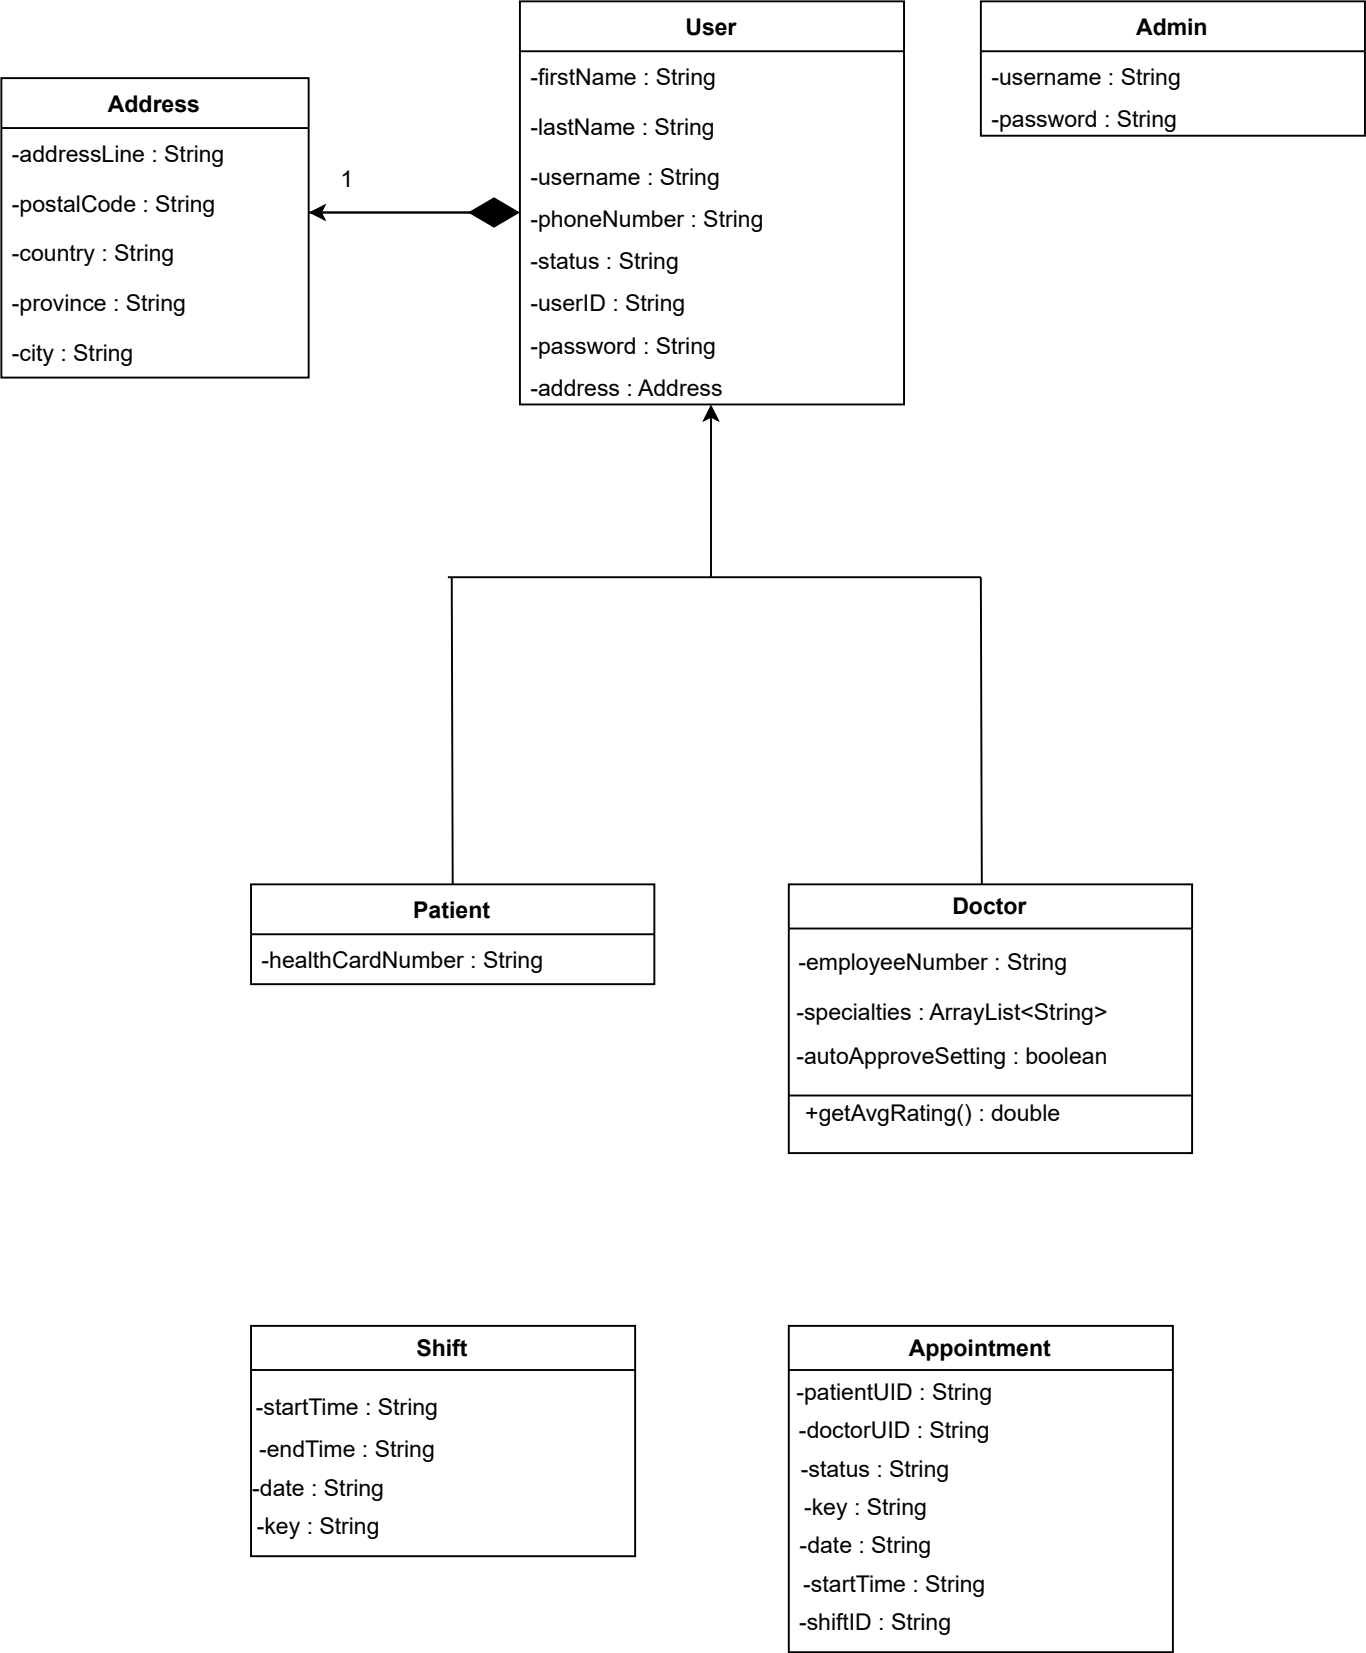 User
-firstName : String
-lastName : String
-username : String
-phoneNumber : String
-status : String
-userID : String
-password : String
-address : Address
Admin
-username : String
-password : String
Address
-addressLine : String
-postalCode : String
-country : String
-province : String
-city : String
1
Patient
-healthCardNumber : String
Doctor
-employeeNumber : String
-specialties : ArrayList<String>
-autoApproveSetting : boolean
+getAvgRating() : double
Shift
-startTime : String
-endTime : String
-date : String
-key : String
Appointment
-patientUID : String
-doctorUID : String
-status : String
-key : String
-date : String
-startTime : String
-shiftID : String